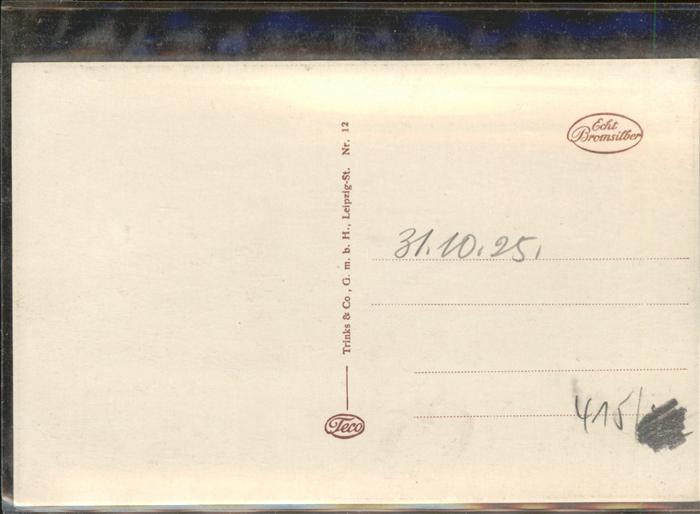 Echt
Bromsilber
Trinks & Co., G. m. b. H., Leipzig-St. Nr. 12
Teco
31.10.25.
415/